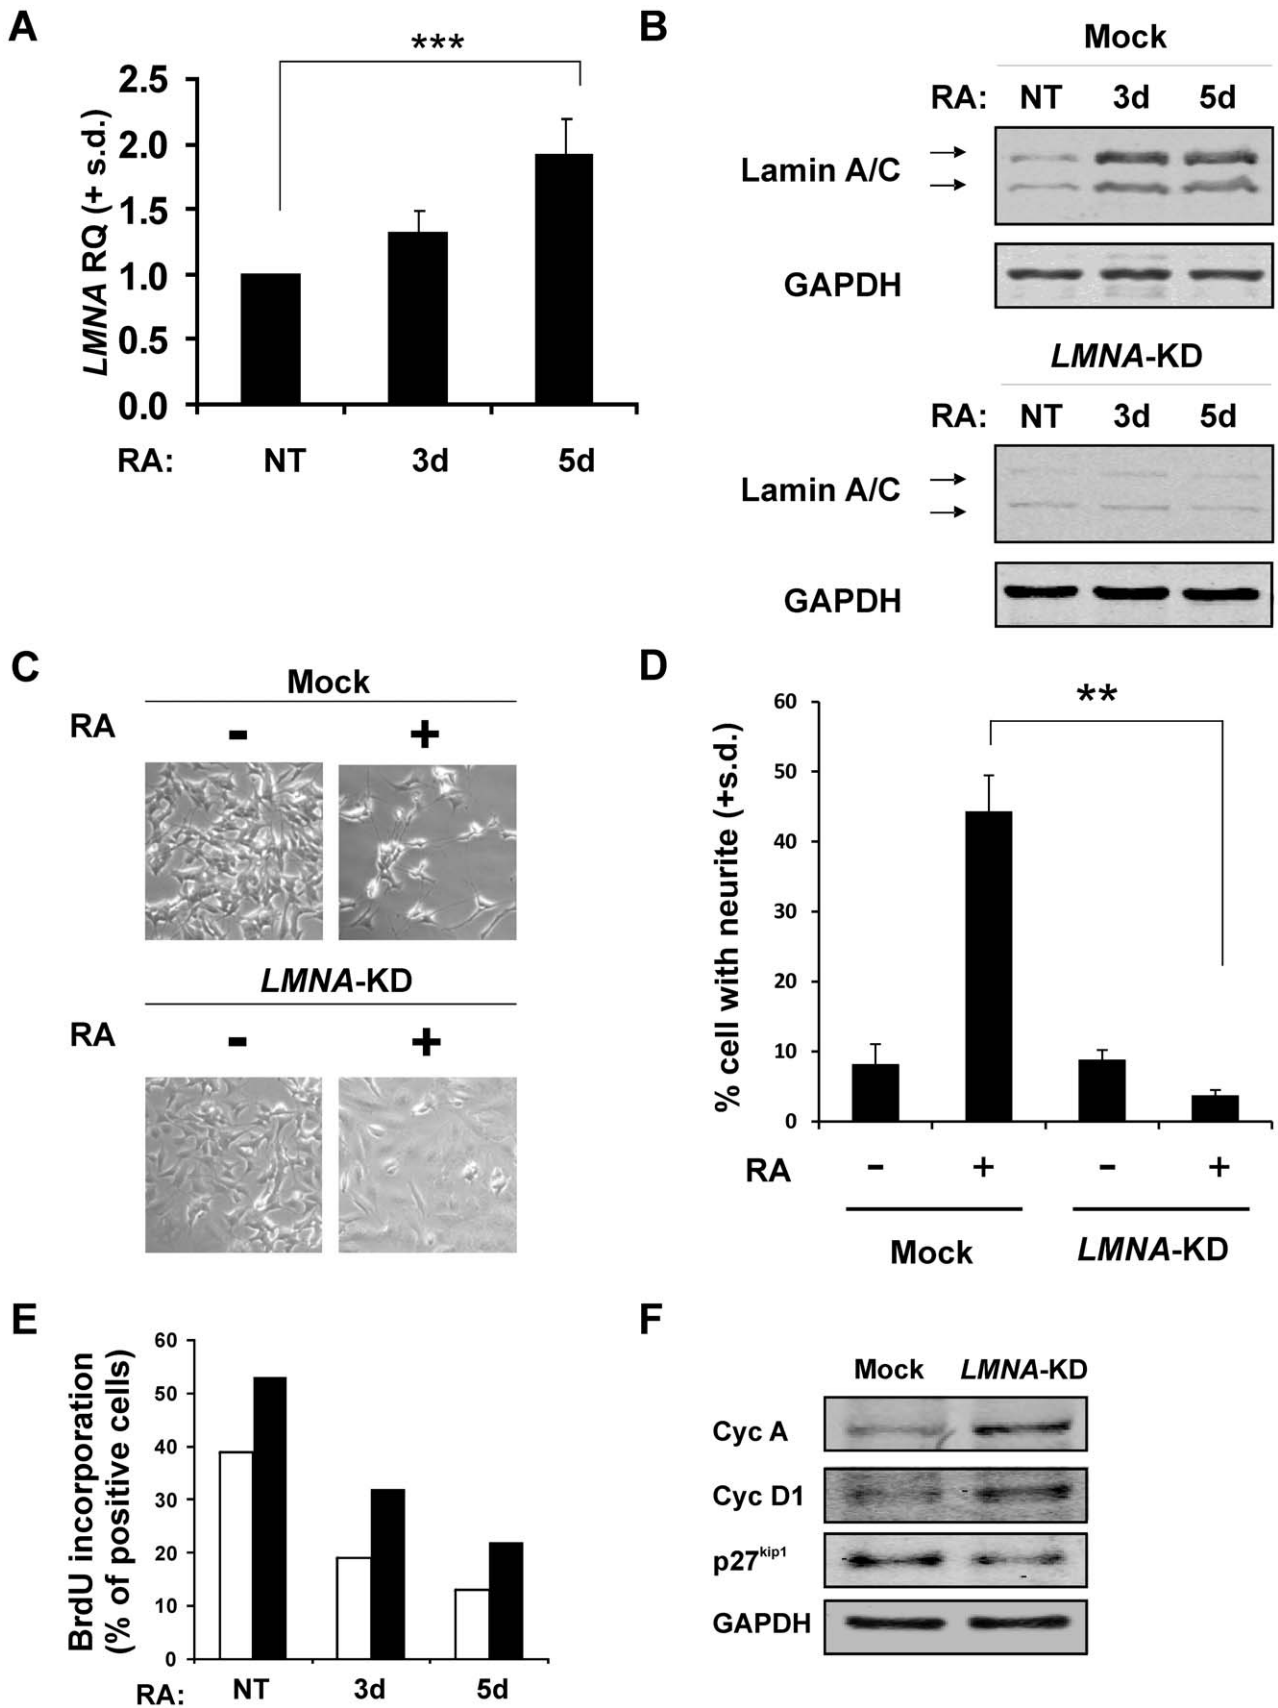 A
***
2.5
2.0
1.5
1.0
0.5
0.0
LMNA RQ (+ s.d.)
RA: NT 3d 5d
B
Mock
RA: NT 3d 5d
Lamin A/C
GAPDH
LMNA-KD
RA: NT 3d 5d
Lamin A/C
GAPDH
C
Mock
RA - +
LMNA-KD
RA - +
D
**
60
50
40
30
20
10
0
% cell with neurite (+s.d.)
RA - + - +
Mock LMNA-KD
E
60
50
40
30
20
10
0
BrdU incorporation
(% of positive cells)
RA: NT 3d 5d
F
Mock LMNA-KD
Cyc A
Cyc D1
p27kip1
GAPDH